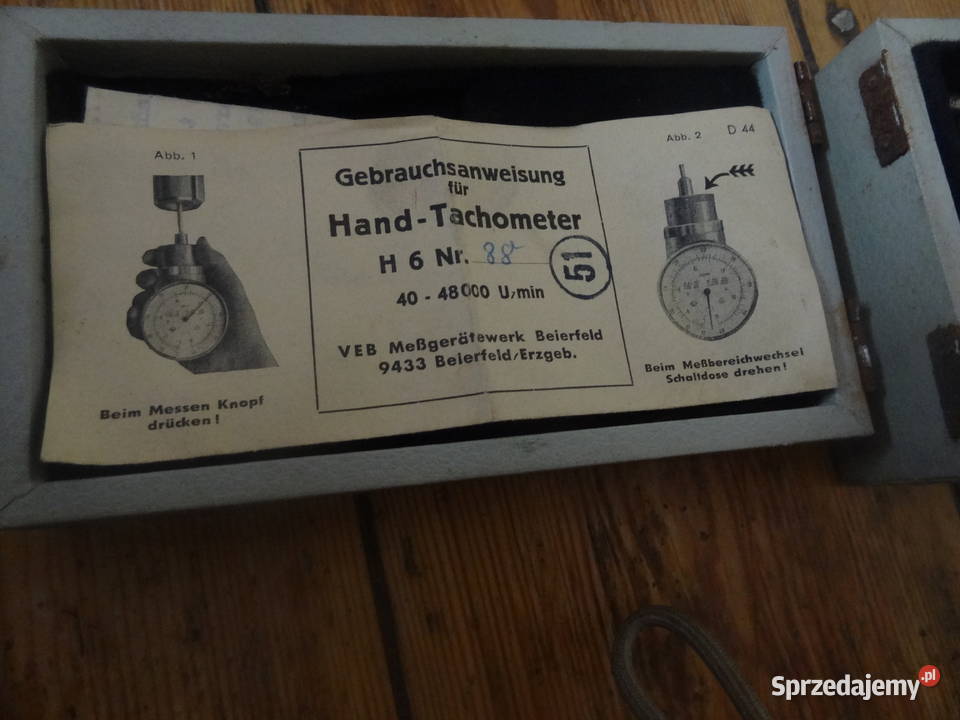 Abb. 1
Beim Messen Knopf
drücken!
Gebrauchsanweisung
für
Hand-Tachometer
H 6 Nr.
51
40 - 48000 U/min
VEB Meßgerätewerk Beierfeld
9433 Beierfeld/Erzgeb.
Abb. 2 D 44
Beim Meßbereichwechsel
Schaltdose drehen!
Sprzedajemy.pl